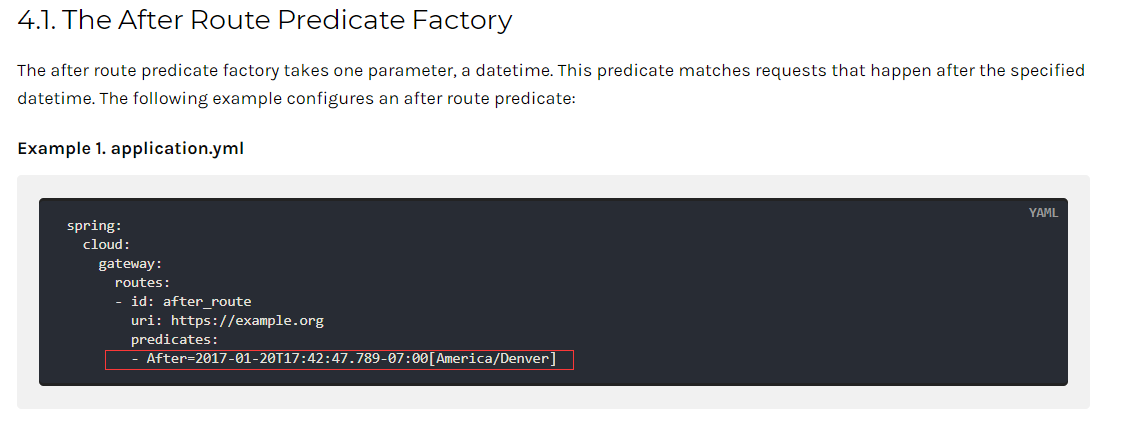 4.1. The After Route Predicate Factory
The after route predicate factory takes one parameter, a datetime. This predicate matches requests that happen after the specified
datetime. The following example configures an after route predicate:
Example 1. application.yml
YAML
spring:
  cloud:
    gateway:
      routes:
      - id: after_route
        uri: https://example.org
        predicates:
        - After=2017-01-20T17:42:47.789-07:00[America/Denver]